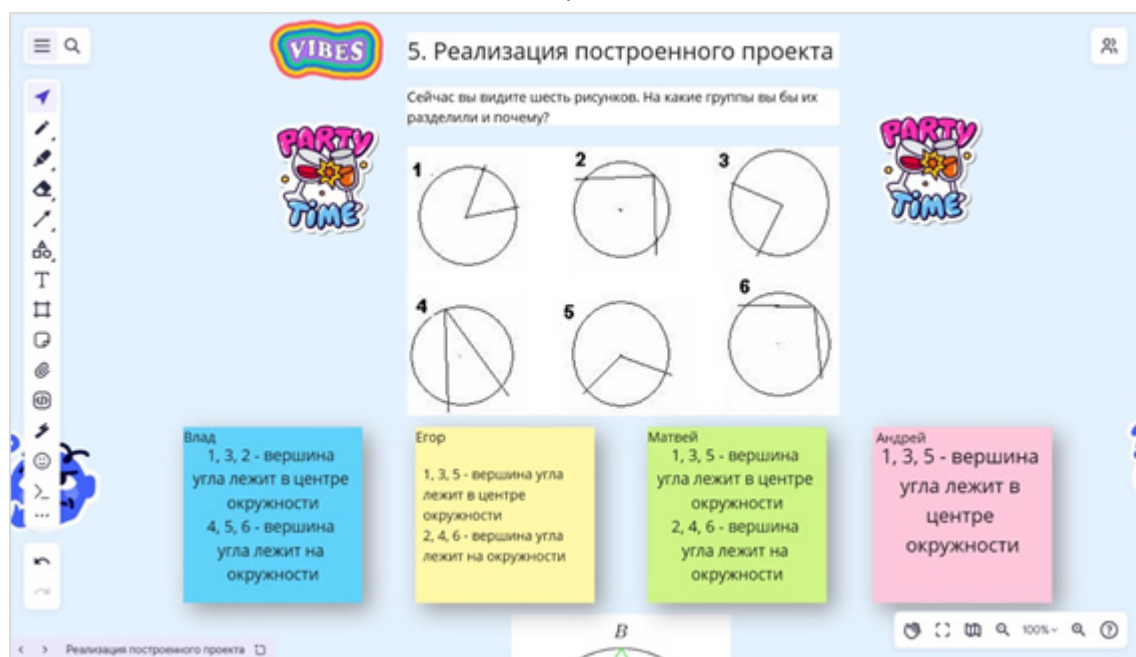 VIBES
5. Реализация построенного проекта
Сейчас вы видите шесть рисунков. На какие группы вы бы их
разделили и почему?
PARTY
TIME
PARTY
TIME
1
2
3
4
5
6
Влад
1, 3, 2 - вершина
угла лежит в центре
окружности
4, 5, 6 - вершина
угла лежит на
окружности
Егор
1, 3, 5 - вершина угла
лежит в центре
окружности
2, 4, 6 - вершина угла
лежит на окружности
Матвей
1, 3, 5 - вершина
угла лежит в центре
окружности
2, 4, 6 - вершина
угла лежит на
окружности
Андрей
1, 3, 5 - вершина
угла лежит в
центре
окружности
B
100%
Реализация построенного проекта